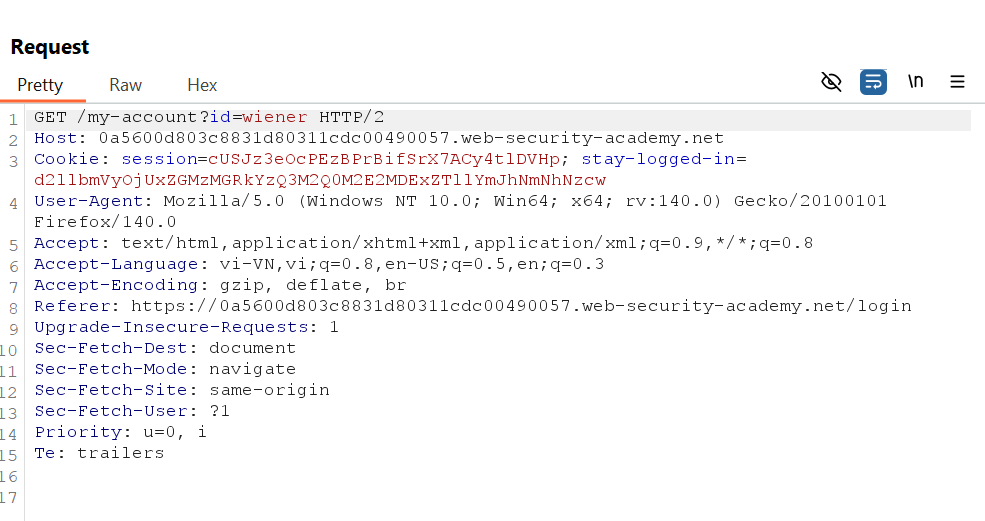 Request
Pretty Raw Hex
\n
1 GET /my-account?id=wiener HTTP/2
2 Host: 0a5600d803c8831d80311cdc00490057.web-security-academy.net
3 Cookie: session=cUSJz3eOcPEzBPrBifSrX7ACy4tlDVHp; stay-logged-in=
d2llbmVyOjUxZGMzMGRkYzQ3M2Q0M2E2MDExZTllYmJhNmNhNzcw
4 User-Agent: Mozilla/5.0 (Windows NT 10.0; Win64; x64; rv:140.0) Gecko/20100101
Firefox/140.0
5 Accept: text/html,application/xhtml+xml,application/xml;q=0.9,*/*;q=0.8
6 Accept-Language: vi-VN,vi;q=0.8,en-US;q=0.5,en;q=0.3
7 Accept-Encoding: gzip, deflate, br
8 Referer: https://0a5600d803c8831d80311cdc00490057.web-security-academy.net/login
9 Upgrade-Insecure-Requests: 1
10 Sec-Fetch-Dest: document
11 Sec-Fetch-Mode: navigate
12 Sec-Fetch-Site: same-origin
13 Sec-Fetch-User: ?1
14 Priority: u=0, i
15 Te: trailers
16
17